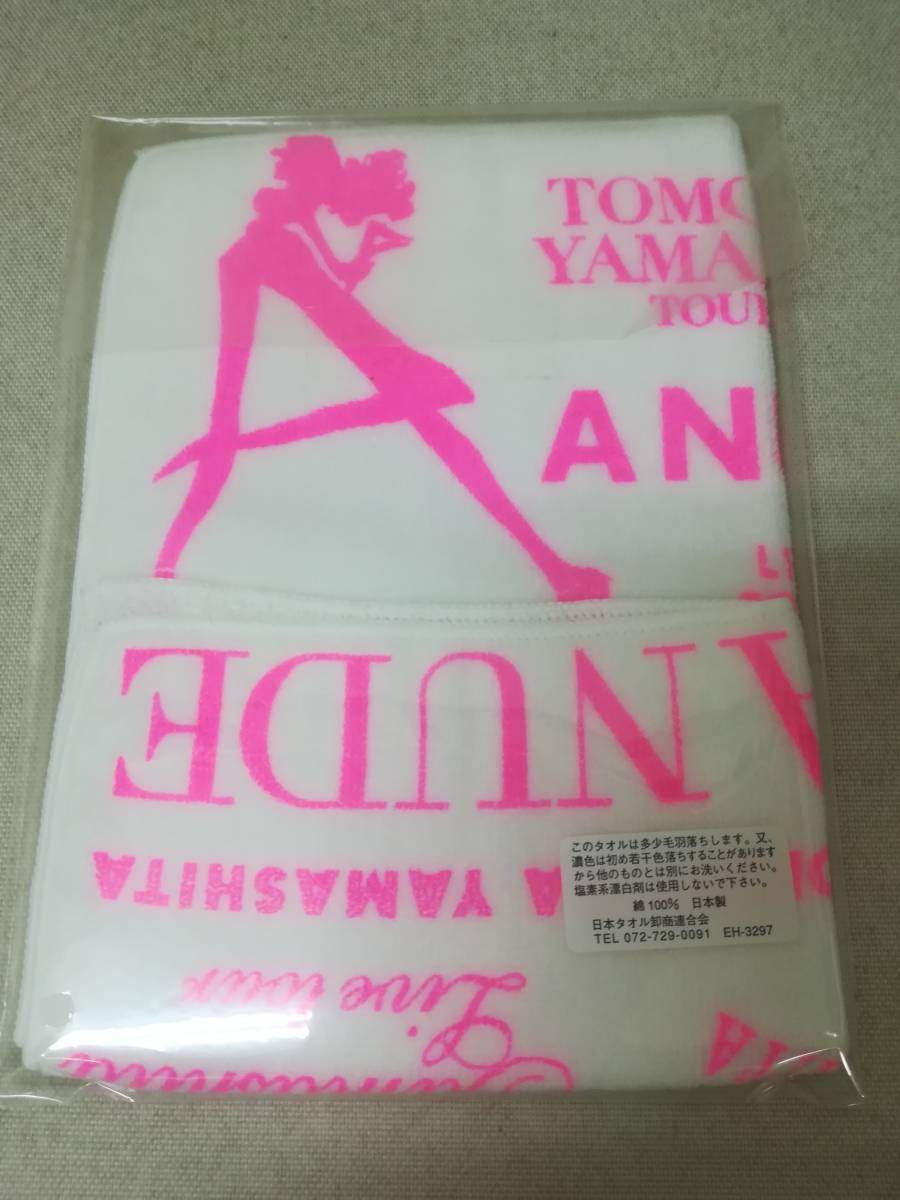 TOMO
YAMA
TOUR
AN
NUDE
A YAMASHITA
Live tour
Yamashita
TA
このタオルは多少毛羽落ちします。又、
濃色は初め若干色落ちすることがあります
から他のものとは別にお洗いください。
塩素系漂白剤は使用しないで下さい。
綿 100% 日本製
日本タオル卸商連合会
TEL 072-729-0091 EH-3297